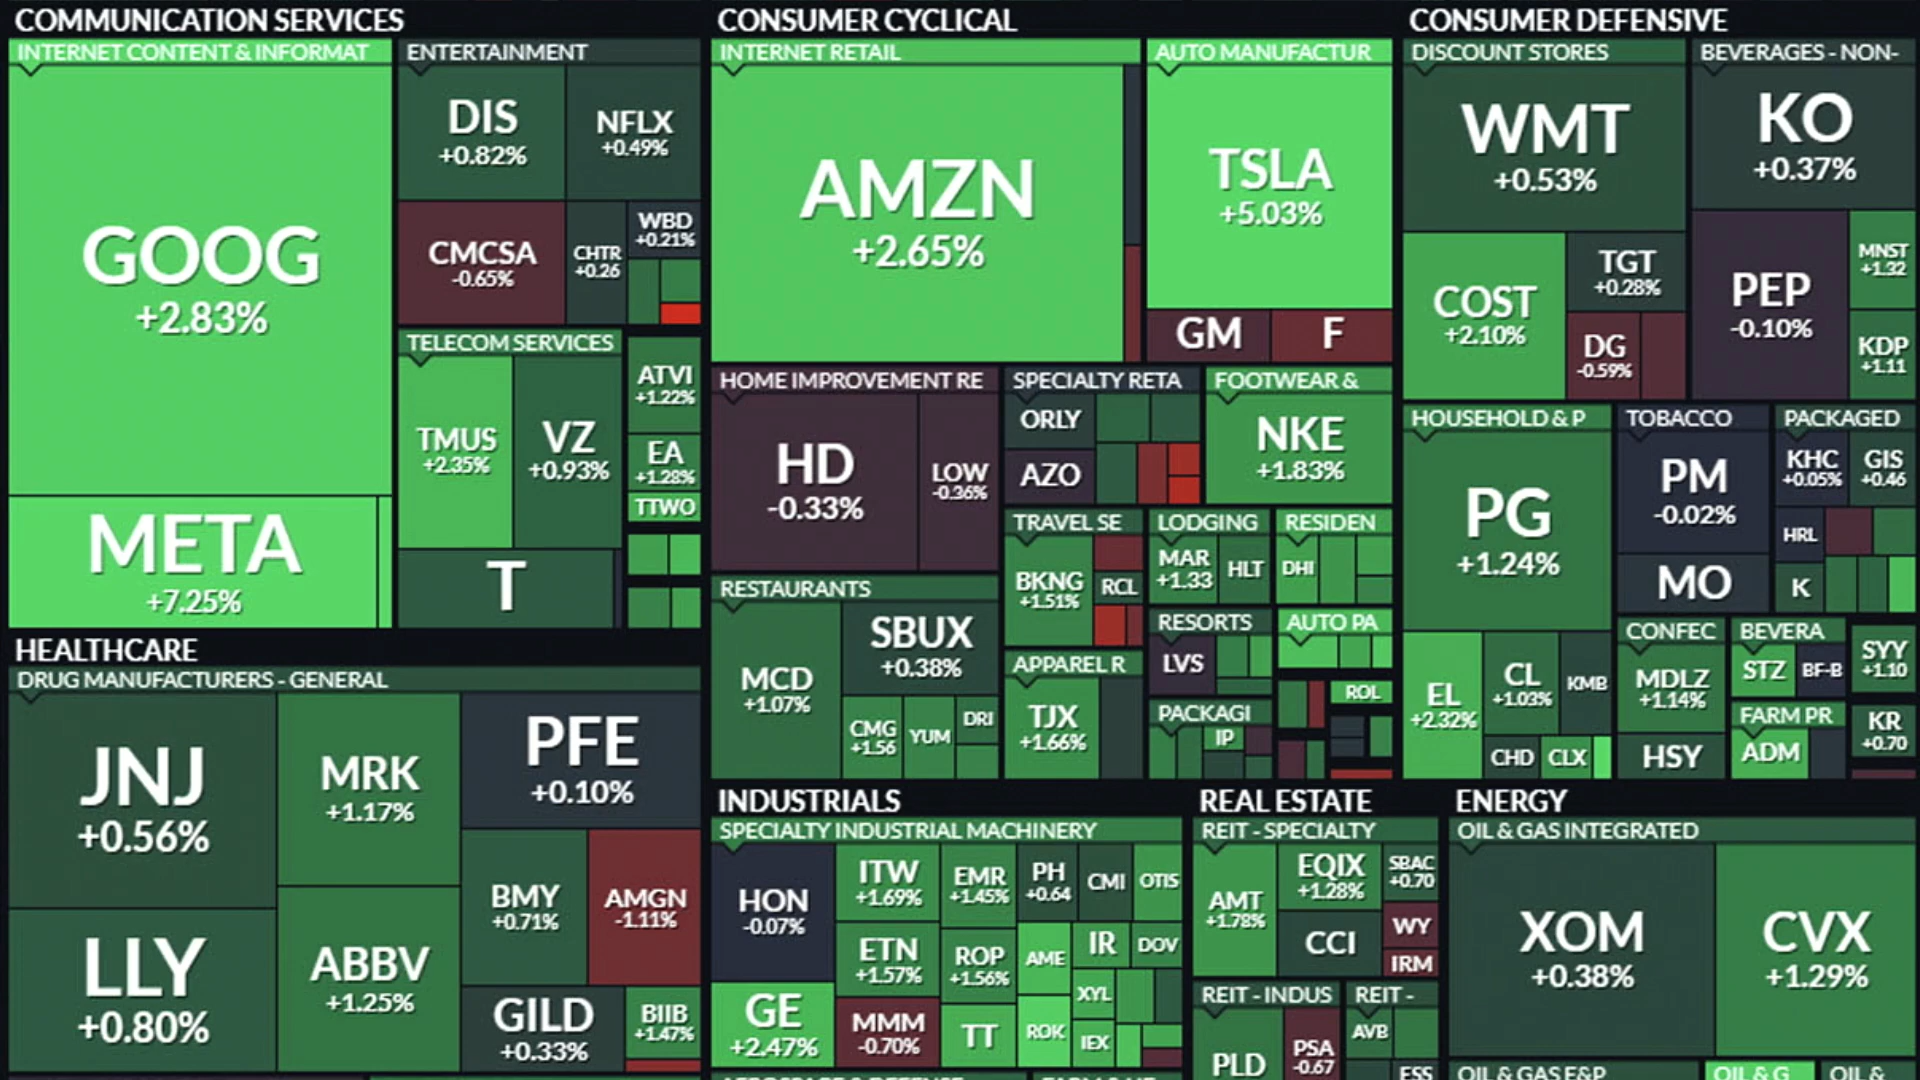 COMMUNICATION SERVICES
INTERNET CONTENT & INFORMAT
GOOG
+2.83%
META
+7.25%
ENTERTAINMENT
DIS
+0.82%
NFLX
+0.49%
CMCSA
-0.65%
CHTR
+0.26
WBD
+0.21%
TELECOM SERVICES
TMUS
+2.35%
VZ
+0.93%
T
ATVI
+1.22%
EA
+1.28%
TTWO
HEALTHCARE
DRUG MANUFACTURERS - GENERAL
JNJ
+0.56%
LLY
+0.80%
MRK
+1.17%
ABBV
+1.25%
PFE
+0.10%
BMY
+0.71%
AMGN
-1.11%
GILD
+0.33%
BIIB
+1.47%
CONSUMER CYCLICAL
INTERNET RETAIL
AMZN
+2.65%
AUTO MANUFACTUR
TSLA
+5.03%
GM
F
HOME IMPROVEMENT RE
HD
-0.33%
LOW
-0.36%
SPECIALTY RETA
ORLY
AZO
FOOTWEAR &
NKE
+1.83%
RESTAURANTS
MCD
+1.07%
SBUX
+0.38%
CMG
+1.56
YUM
DRI
TRAVEL SE
BKNG
+1.51%
RCL
APPAREL R
TJX
+1.66%
LODGING
MAR
+1.33
HLT
RESIDEN
DHI
RESORTS
LVS
AUTO PA
PACKAGI
IP
ROL
CONSUMER DEFENSIVE
DISCOUNT STORES
WMT
+0.53%
COST
+2.10%
TGT
+0.28%
DG
-0.59%
BEVERAGES - NON-
KO
+0.37%
PEP
-0.10%
MNST
+1.32
KDP
+1.11
HOUSEHOLD & P
PG
+1.24%
EL
+2.32%
CL
+1.03%
KMB
CHD
CLX
TOBACCO
PM
-0.02%
MO
PACKAGED
KHC
+0.05%
GIS
+0.46
HRL
K
CONFEC
MDLZ
+1.14%
HSY
BEVERA
STZ
BF-B
FARM PR
ADM
SYY
+1.10
KR
+0.70
INDUSTRIALS
SPECIALTY INDUSTRIAL MACHINERY
HON
-0.07%
GE
+2.47%
ITW
+1.69%
ETN
+1.57%
MMM
-0.70%
EMR
+1.45%
ROP
+1.56%
TT
PH
+0.64
CMI
OTIS
AME
ROK
IR
DOV
XYL
IEX
REAL ESTATE
REIT - SPECIALTY
AMT
+1.78%
EQIX
+1.28%
CCI
SBAC
+0.70
WY
IRM
REIT - INDUS
PLD
PSA
-0.67
REIT -
AVB
ESS
ENERGY
OIL & GAS INTEGRATED
XOM
+0.38%
CVX
+1.29%
OIL & GAS E&P
OIL & G
OIL &